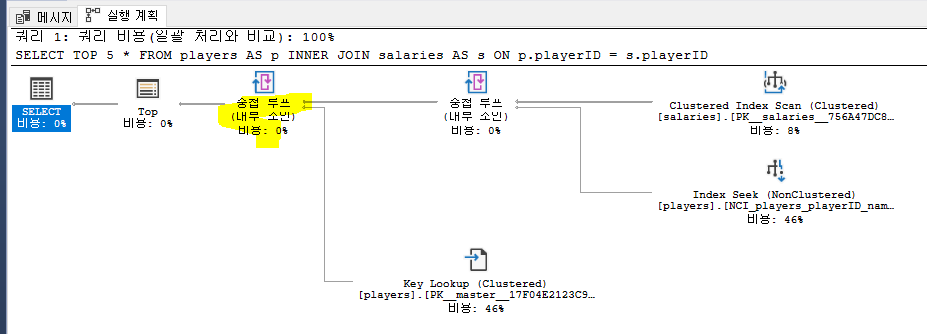 메시지
실행 계획
쿼리 1: 쿼리 비용(일괄 처리와 비교): 100%
SELECT TOP 5 * FROM players AS p INNER JOIN salaries AS s ON p.playerID = s.playerID
SELECT
비용: 0%
Top
비용: 0%
중첩 루프
(내부 조인)
비용: 0%
중첩 루프
(내부 조인)
비용: 0%
Clustered Index Scan (Clustered)
[salaries].[PK__salaries__756A47DC8…
비용: 8%
Index Seek (NonClustered)
[players].[NCI_players_playerID_nam…
비용: 46%
Key Lookup (Clustered)
[players].[PK__master__17F04E2123C9…
비용: 46%